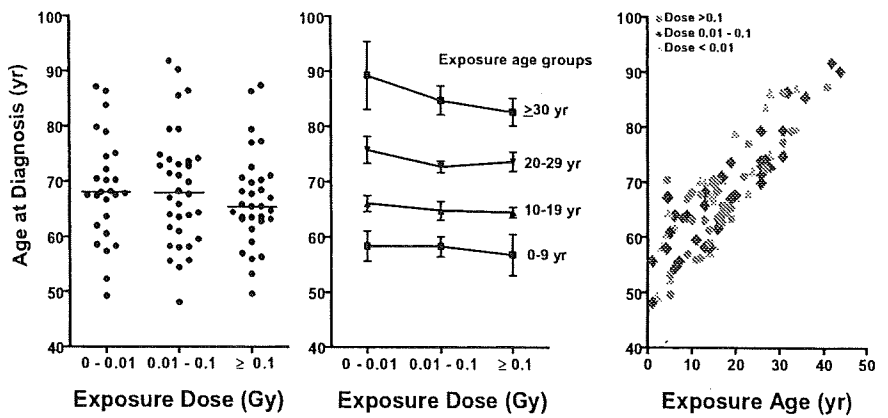 Age at Diagnosis (yr)
100
90
80
70
60
50
40
0 - 0.01 0.01 - 0.1 ≥ 0.1
Exposure Dose (Gy)
100
90
80
70
60
50
40
Exposure age groups
≥30 yr
20-29 yr
10-19 yr
0-9 yr
0 - 0.01 0.01 - 0.1 ≥ 0.1
Exposure Dose (Gy)
100
90
80
70
60
50
40
Dose >0.1
Dose 0.01 - 0.1
Dose < 0.01
0 10 20 30 40 50
Exposure Age (yr)